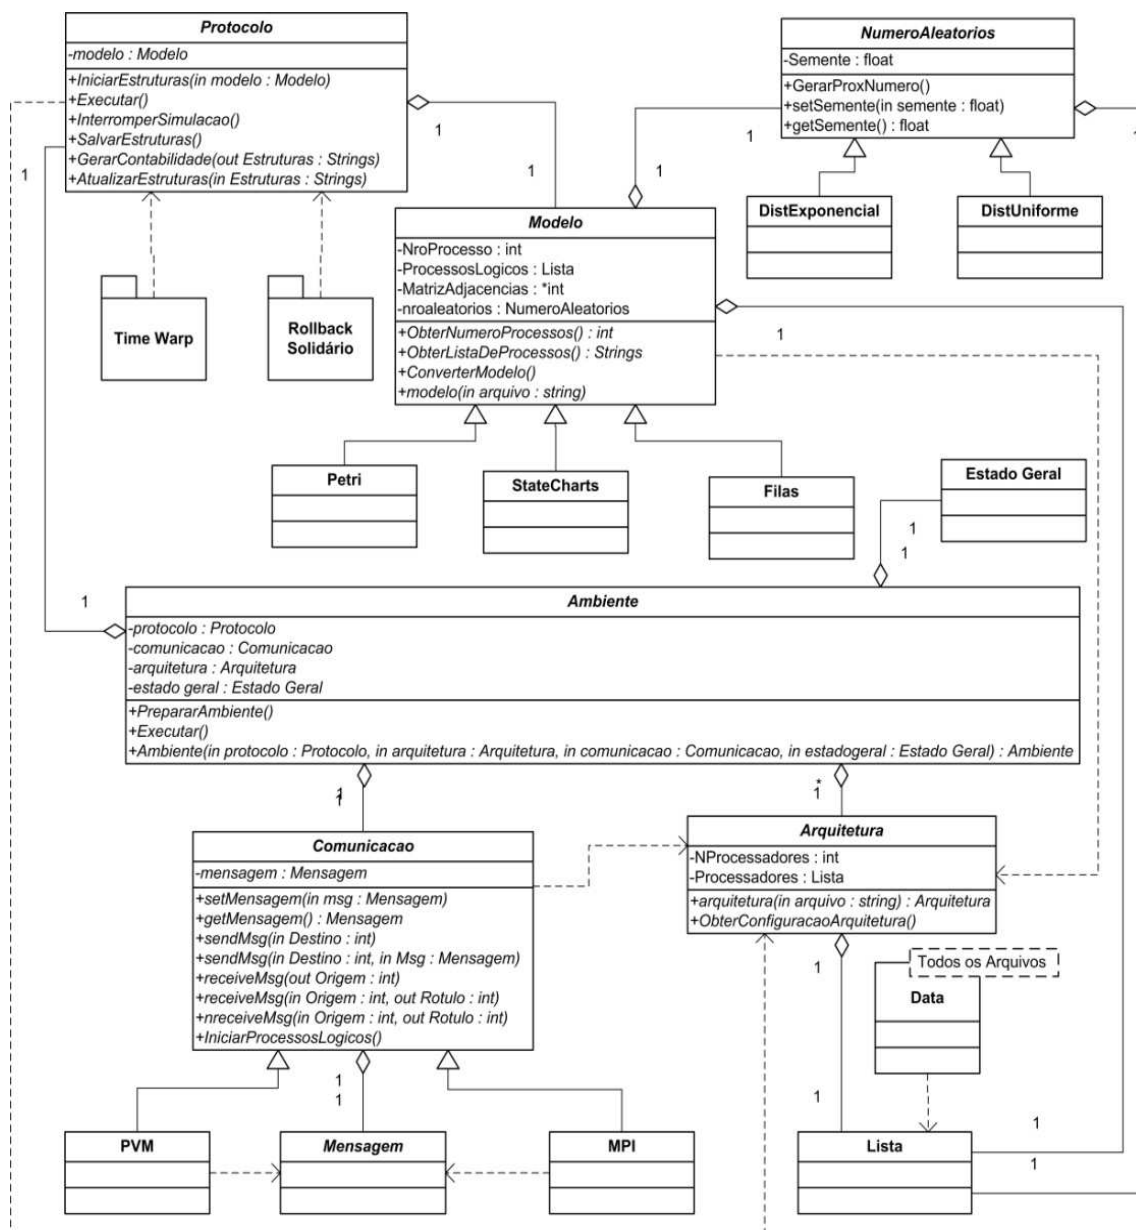 Protocolo
-modelo : Modelo
+IniciarEstruturas(in modelo : Modelo)
+Executar()
+InterromperSimulacao()
+SalvarEstruturas()
+GerarContabilidade(out Estruturas : Strings)
+AtualizarEstruturas(in Estruturas : Strings)
NumeroAleatorios
-Semente : float
+GerarProxNumero()
+setSemente(in semente : float)
+getSemente() : float
1
1
1
1
1
1
1
DistExponencial
DistUniforme
Modelo
-NroProcesso : int
-ProcessosLogicos : Lista
-MatrizAdjacencias : *int
-nroaleatorios : NumeroAleatorios
+ObterNumeroProcessos() : int
+ObterListaDeProcessos() : Strings
+ConverterModelo()
+modelo(in arquivo : string)
1
Time Warp
Rollback
Solidário
Petri
StateCharts
Filas
Estado Geral
1
1
1
Ambiente
-protocolo : Protocolo
-comunicacao : Comunicacao
-arquitetura : Arquitetura
-estado geral : Estado Geral
+PrepararAmbiente()
+Executar()
+Ambiente(in protocolo : Protocolo, in arquitetura : Arquitetura, in comunicacao : Comunicacao, in estadogeral : Estado Geral) : Ambiente
1
1
*
1
Comunicacao
-mensagem : Mensagem
+setMensagem(in msg : Mensagem)
+getMensagem() : Mensagem
+sendMsg(in Destino : int)
+sendMsg(in Destino : int, in Msg : Mensagem)
+receiveMsg(out Origem : int)
+receiveMsg(in Origem : int, out Rotulo : int)
+nreceiveMsg(in Origem : int, out Rotulo : int)
+IniciarProcessosLogicos()
Arquitetura
-NProcessadores : int
-Processadores : Lista
+arquitetura(in arquivo : string) : Arquitetura
+ObterConfiguracaoArquitetura()
1
Todos os Arquivos
Data
1
1
1
1
1
PVM
Mensagem
MPI
Lista